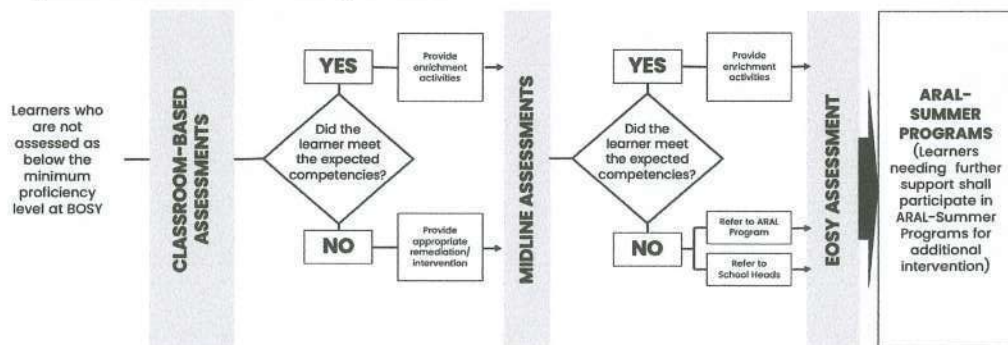 Learners who
are not
assessed as
below the
minimum
proficiency
level at BOSY
CLASSROOM-BASED
ASSESSMENTS
YES
Provide
enrichment
activities
Did the
learner meet
the expected
competencies?
NO
Provide
appropriate
remediation/
intervention
MIDLINE ASSESSMENTS
YES
Provide
enrichment
activities
Did the
learner meet
the expected
competencies?
NO
Refer to ARAL
Program
Refer to
School Heads
EOSY ASSESSMENT
ARAL-
SUMMER
PROGRAMS
(Learners
needing further
support shall
participate in
ARAL-Summer
Programs for
additional
intervention)